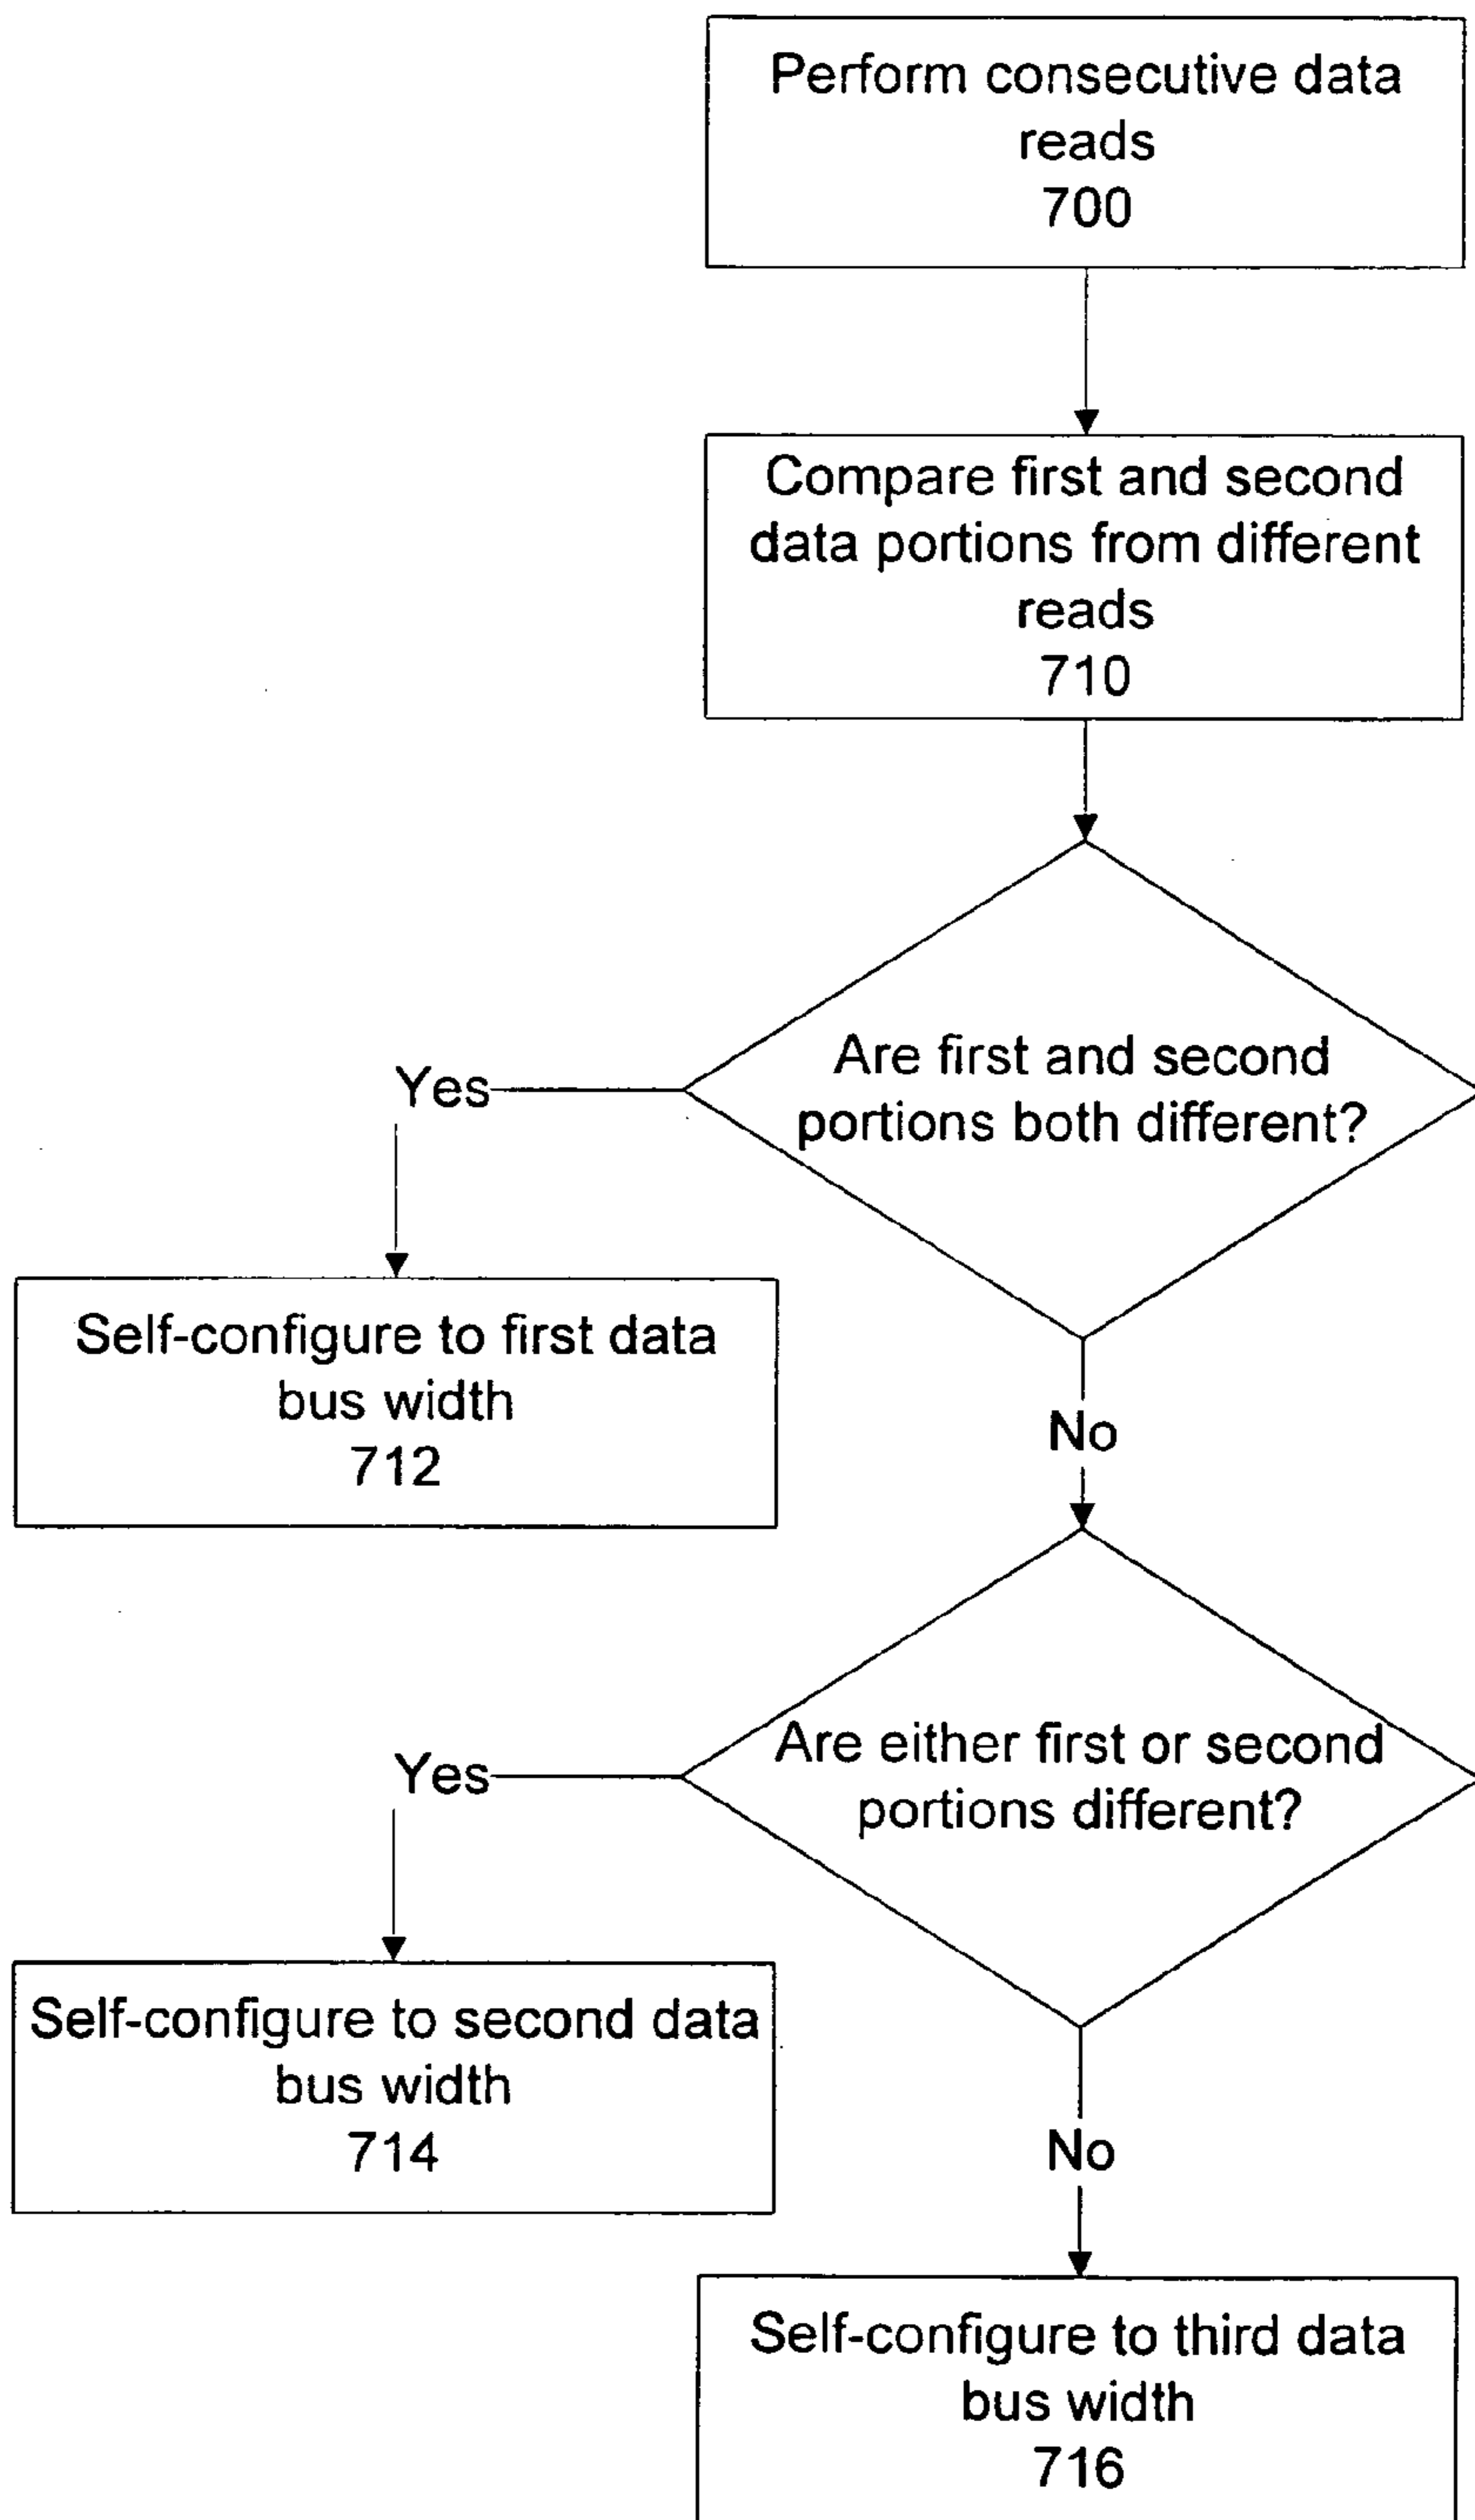 Perform consecutive data
reads
700
Compare first and second
data portions from different
reads
710
Are first and second
portions both different?
Yes
Self-configure to first data
bus width
712
No
Are either first or second
portions different?
Yes
Self-configure to second data
bus width
714
No
Self-configure to third data
bus width
716